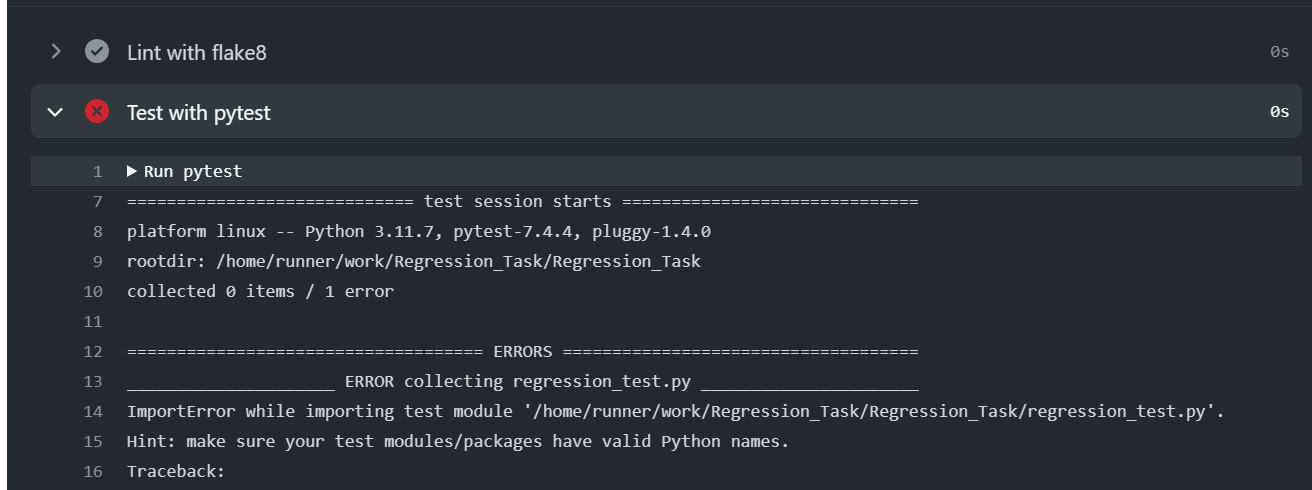 Lint with flake8 0s
Test with pytest 0s
1 Run pytest
7 ============================= test session starts ==============================
8 platform linux -- Python 3.11.7, pytest-7.4.4, pluggy-1.4.0
9 rootdir: /home/runner/work/Regression_Task/Regression_Task
10 collected 0 items / 1 error
11
12 ==================================== ERRORS ====================================
13 _____________________ ERROR collecting regression_test.py ______________________
14 ImportError while importing test module '/home/runner/work/Regression_Task/Regression_Task/regression_test.py'.
15 Hint: make sure your test modules/packages have valid Python names.
16 Traceback: